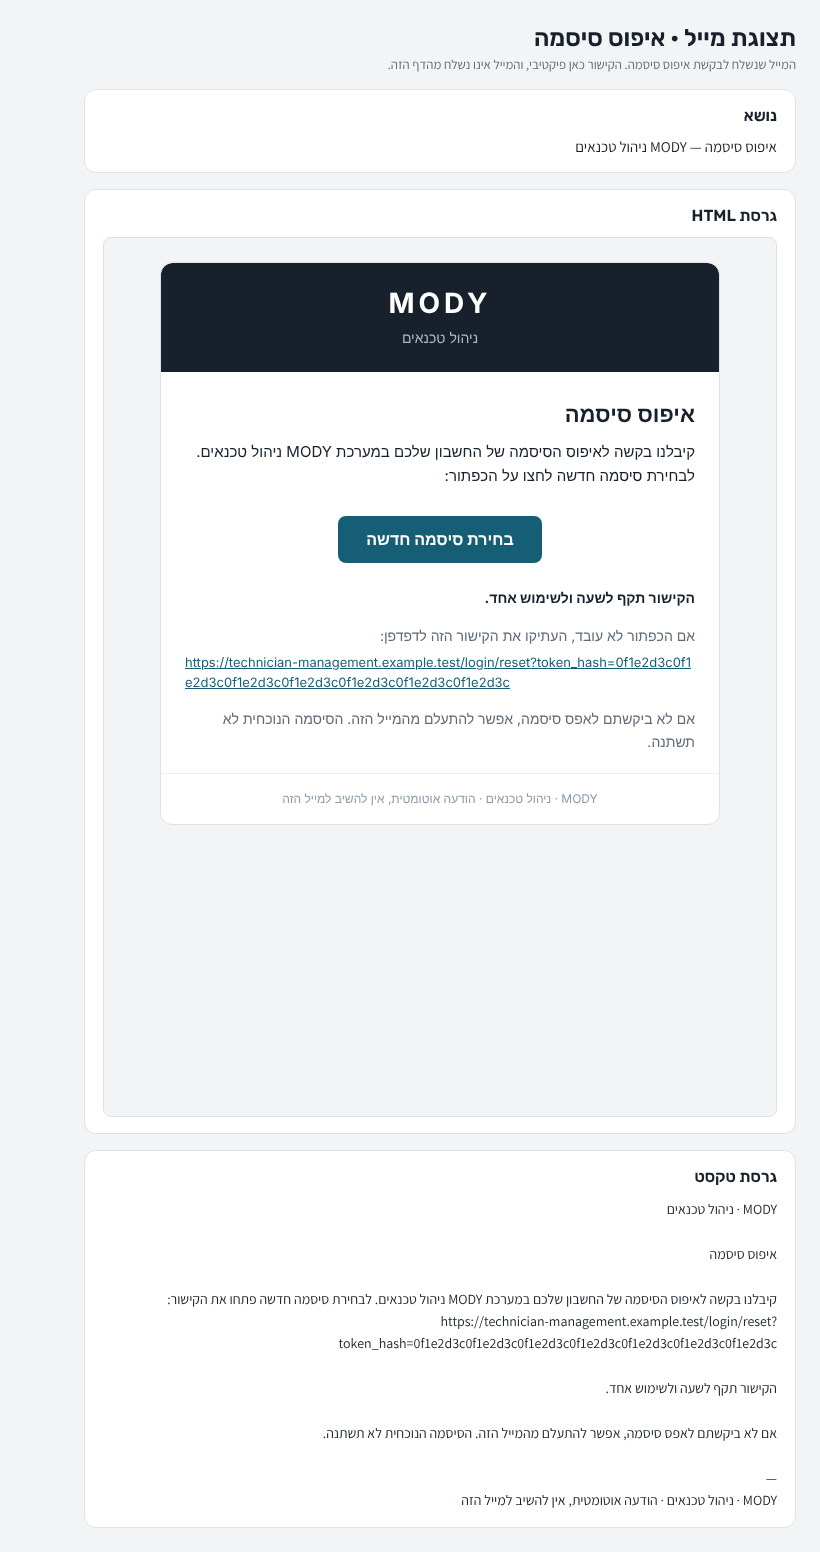 תצוגת מייל • איפוס סיסמה
המייל שנשלח לבקשת איפוס סיסמה. הקישור כאן פיקטיבי, והמייל אינו נשלח מהדף הזה.
נושא
איפוס סיסמה — MODY ניהול טכנאים
גרסת HTML
MODY
ניהול טכנאים
איפוס סיסמה
קיבלנו בקשה לאיפוס הסיסמה של החשבון שלכם במערכת MODY ניהול טכנאים.
לבחירת סיסמה חדשה לחצו על הכפתור:
בחירת סיסמה חדשה
הקישור תקף לשעה ולשימוש אחד.
אם הכפתור לא עובד, העתיקו את הקישור הזה לדפדפן:
https://technician-management.example.test/login/reset?token_hash=0f1e2d3c0f1
e2d3c0f1e2d3c0f1e2d3c0f1e2d3c0f1e2d3c0f1e2d3c
אם לא ביקשתם לאפס סיסמה, אפשר להתעלם מהמייל הזה. הסיסמה הנוכחית לא
תשתנה.
MODY · ניהול טכנאים · הודעה אוטומטית, אין להשיב למייל הזה
גרסת טקסט
MODY · ניהול טכנאים
איפוס סיסמה
קיבלנו בקשה לאיפוס הסיסמה של החשבון שלכם במערכת MODY ניהול טכנאים. לבחירת סיסמה חדשה פתחו את הקישור:
https://technician-management.example.test/login/reset?
token_hash=0f1e2d3c0f1e2d3c0f1e2d3c0f1e2d3c0f1e2d3c0f1e2d3c0f1e2d3c
הקישור תקף לשעה ולשימוש אחד.
אם לא ביקשתם לאפס סיסמה, אפשר להתעלם מהמייל הזה. הסיסמה הנוכחית לא תשתנה.
—
MODY · ניהול טכנאים · הודעה אוטומטית, אין להשיב למייל הזה